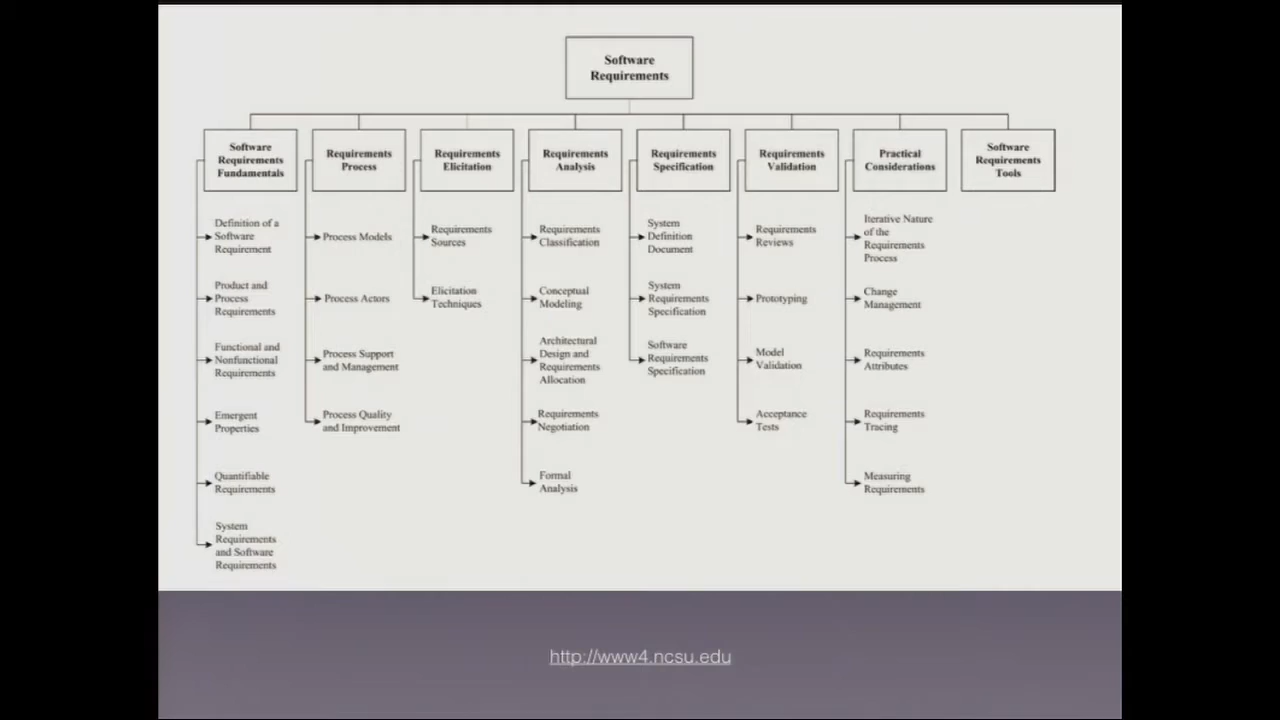 Software
Requirements
Software
Requirements
Fundamentals
Requirements
Process
Requirements
Elicitation
Requirements
Analysis
Requirements
Specification
Requirements
Validation
Practical
Considerations
Software
Requirements
Tools
Definition of a
Software
Requirement
Product and
Process
Requirements
Functional and
Nonfunctional
Requirements
Emergent
Properties
Quantifiable
Requirements
System
Requirements
and Software
Requirements
Process Models
Process Actors
Process Support
and Management
Process Quality
and Improvement
Requirements
Sources
Elicitation
Techniques
Requirements
Classification
Conceptual
Modeling
Architectural
Design and
Requirements
Allocation
Requirements
Negotiation
Formal
Analysis
System
Definition
Document
System
Requirements
Specification
Software
Requirements
Specification
Requirements
Reviews
Prototyping
Model
Validation
Acceptance
Tests
Iterative Nature
of the
Requirements
Process
Change
Management
Requirements
Attributes
Requirements
Tracing
Measuring
Requirements
http://www4.ncsu.edu